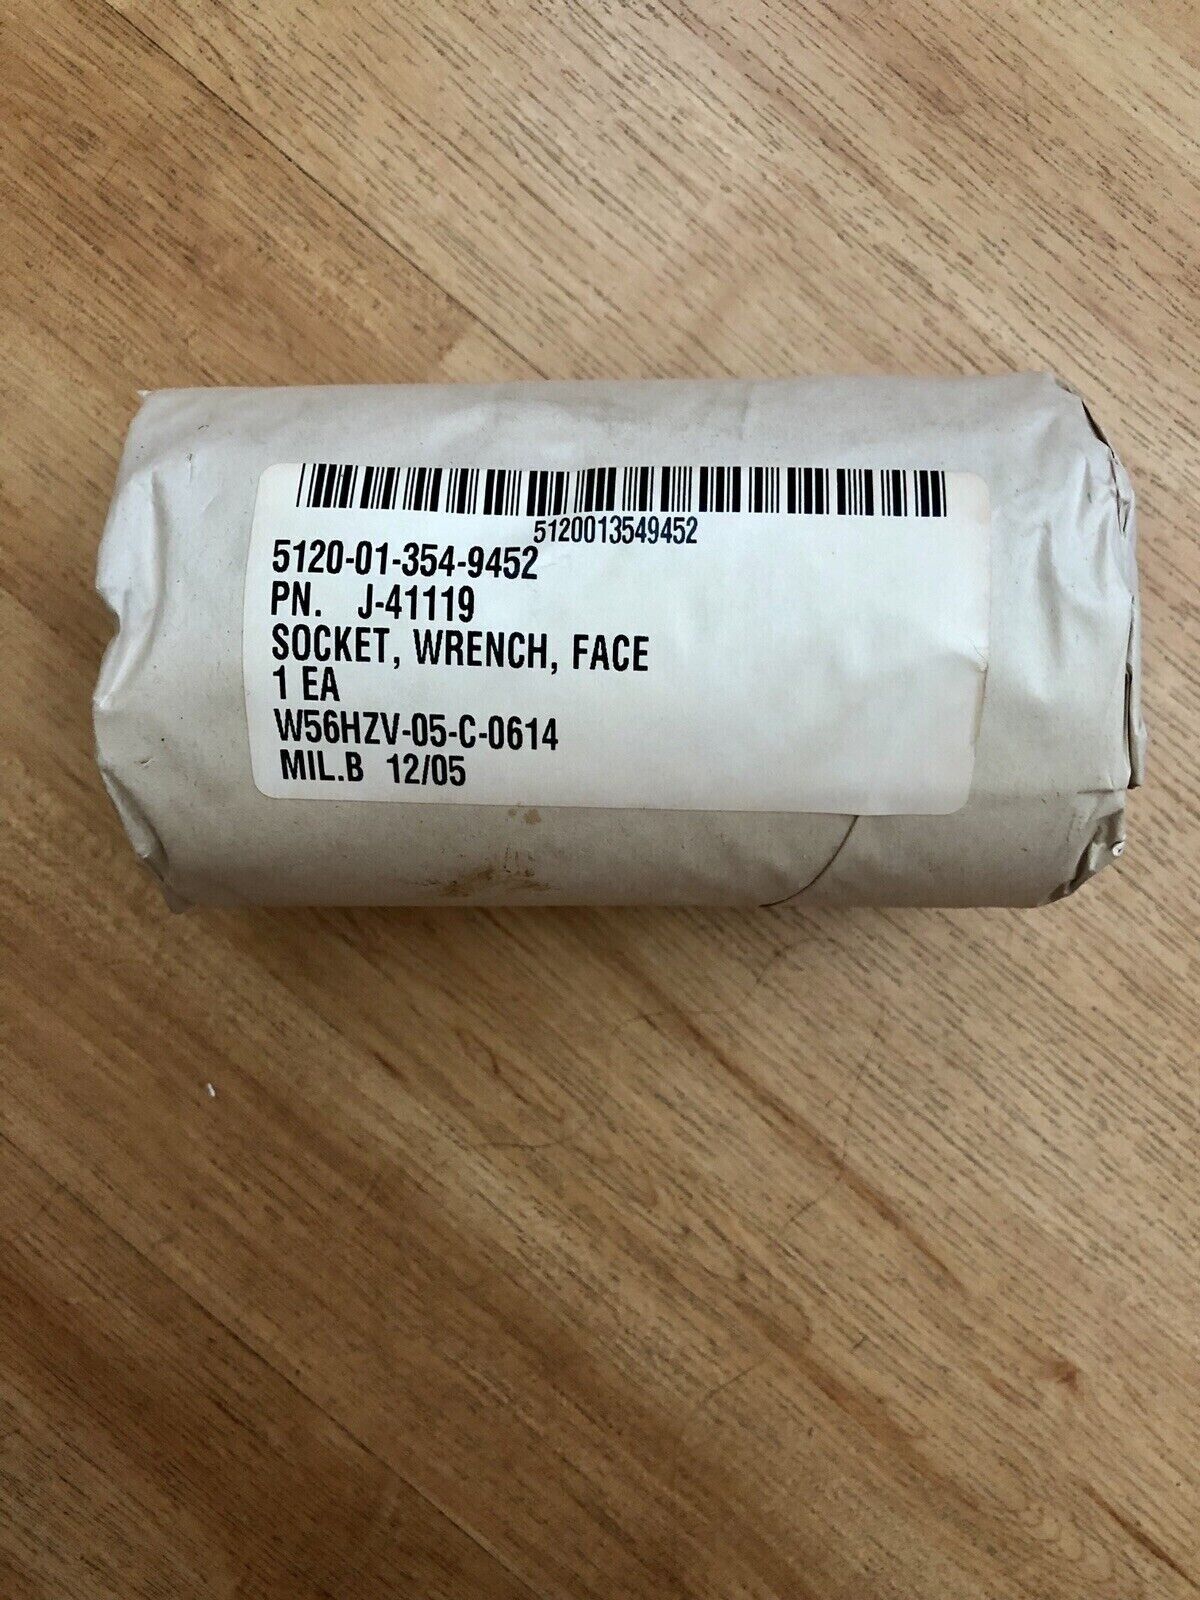 5120013549452
5120-01-354-9452
PN. J-41119
SOCKET, WRENCH, FACE
1 EA
W56HZV-05-C-0614
MIL.B 12/05